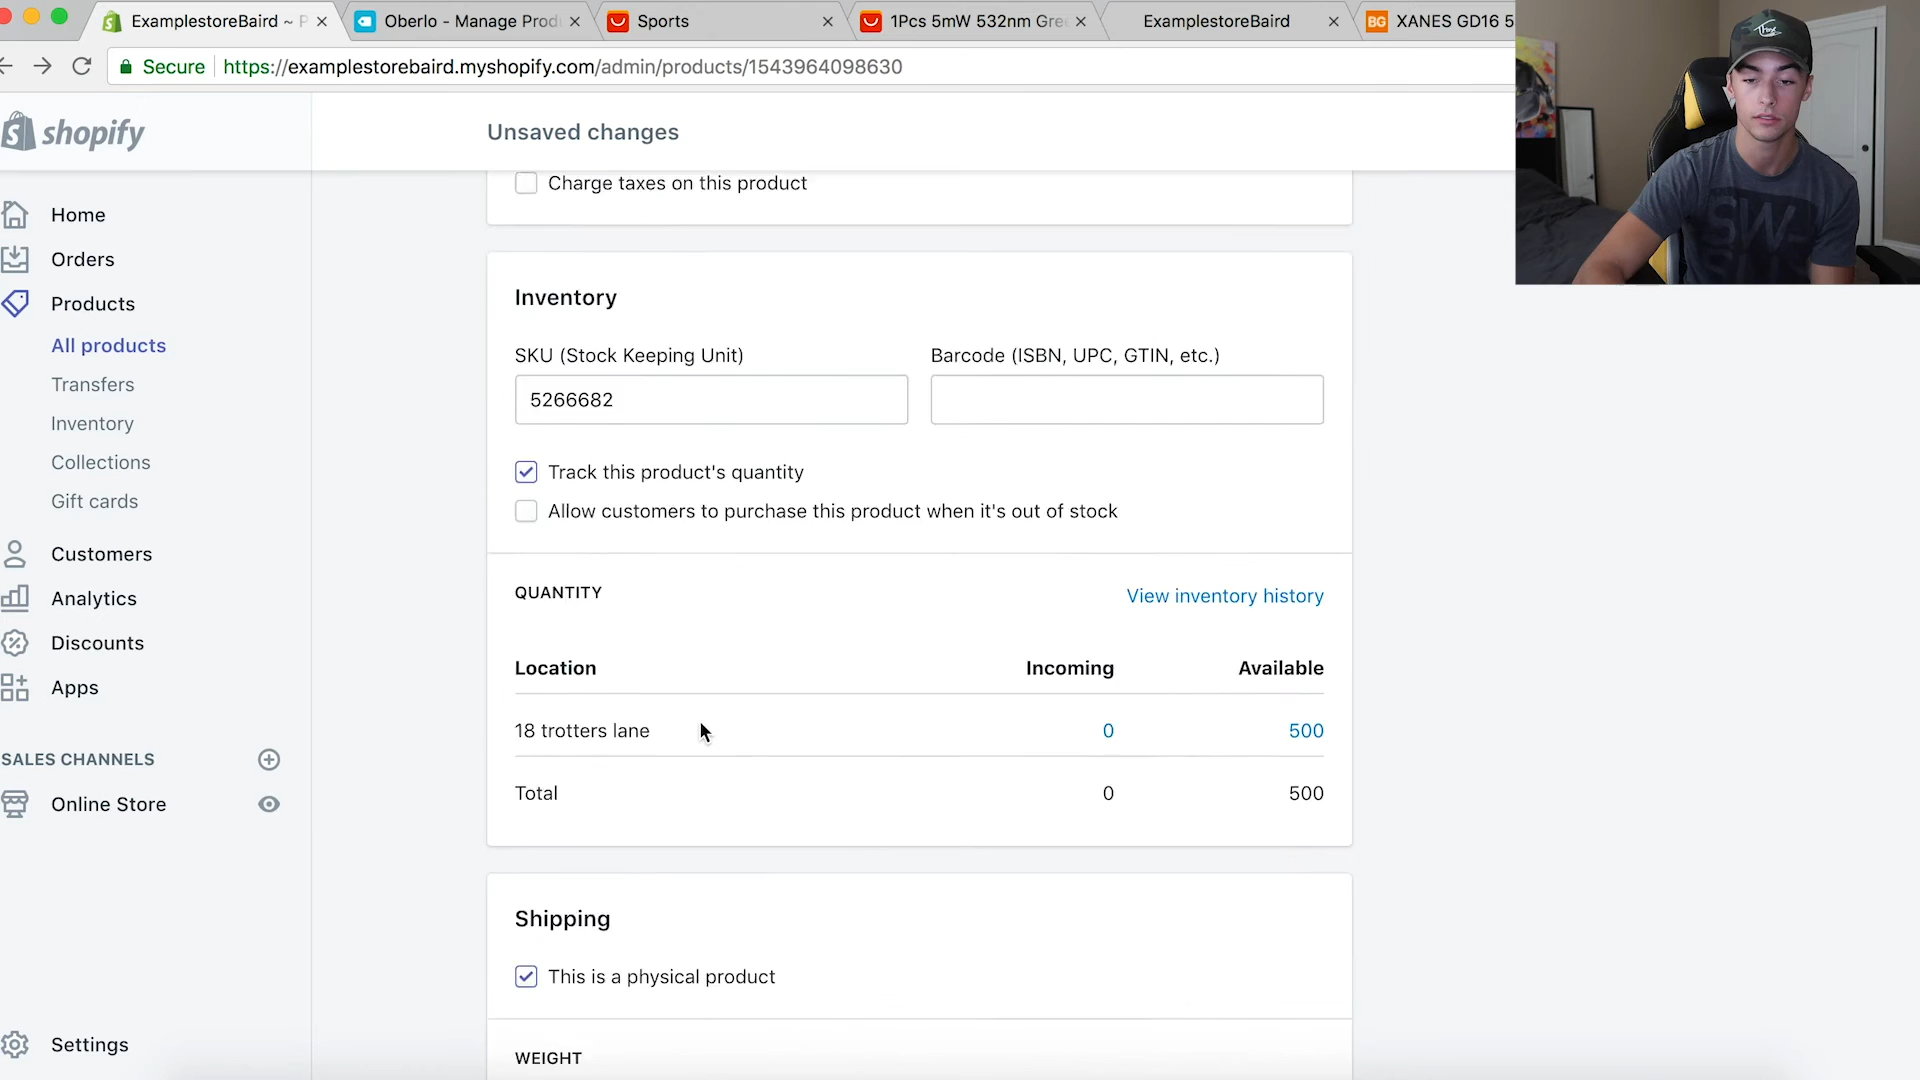 ExamplestoreBaird ~ P
Oberlo - Manage Prod
Sports
1Pcs 5mW 532nm Gre
ExamplestoreBaird
BG XANES GD16 5
Secure https://examplestorebaird.myshopify.com/admin/products/1543964098630
shopify
Unsaved changes
Charge taxes on this product
Home
Orders
Products
All products
Transfers
Inventory
Collections
Gift cards
Customers
Analytics
Discounts
Apps
SALES CHANNELS
Online Store
Settings
Inventory
SKU (Stock Keeping Unit) Barcode (ISBN, UPC, GTIN, etc.)
5266682
Track this product's quantity
Allow customers to purchase this product when it's out of stock
QUANTITY View inventory history
Location Incoming Available
18 trotters lane 0 500
Total 0 500
Shipping
This is a physical product
WEIGHT